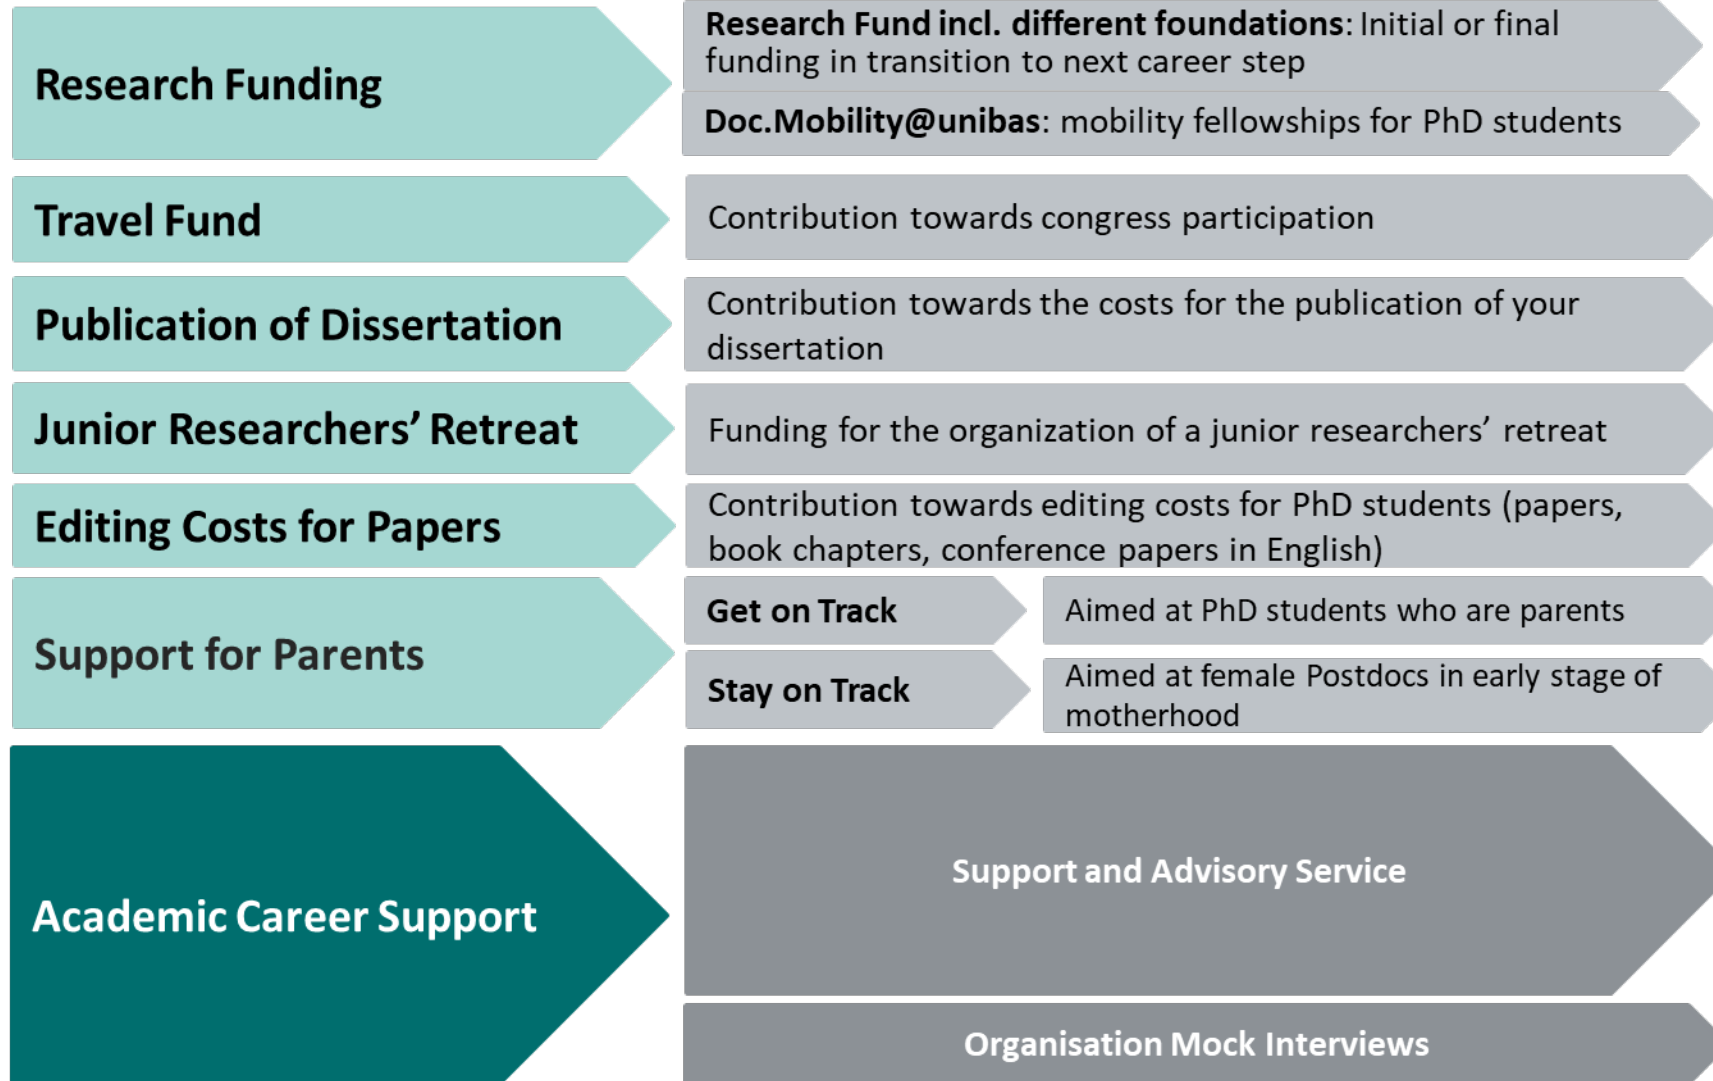 Research Funding
Research Fund incl. different foundations: Initial or final
funding in transition to next career step
Doc.Mobility@unibas: mobility fellowships for PhD students
Travel Fund
Contribution towards congress participation
Publication of Dissertation
Contribution towards the costs for the publication of your
dissertation
Junior Researchers’ Retreat
Funding for the organization of a junior researchers’ retreat
Editing Costs for Papers
Contribution towards editing costs for PhD students (papers,
book chapters, conference papers in English)
Support for Parents
Get on Track
Aimed at PhD students who are parents
Stay on Track
Aimed at female Postdocs in early stage of
motherhood
Academic Career Support
Support and Advisory Service
Organisation Mock Interviews